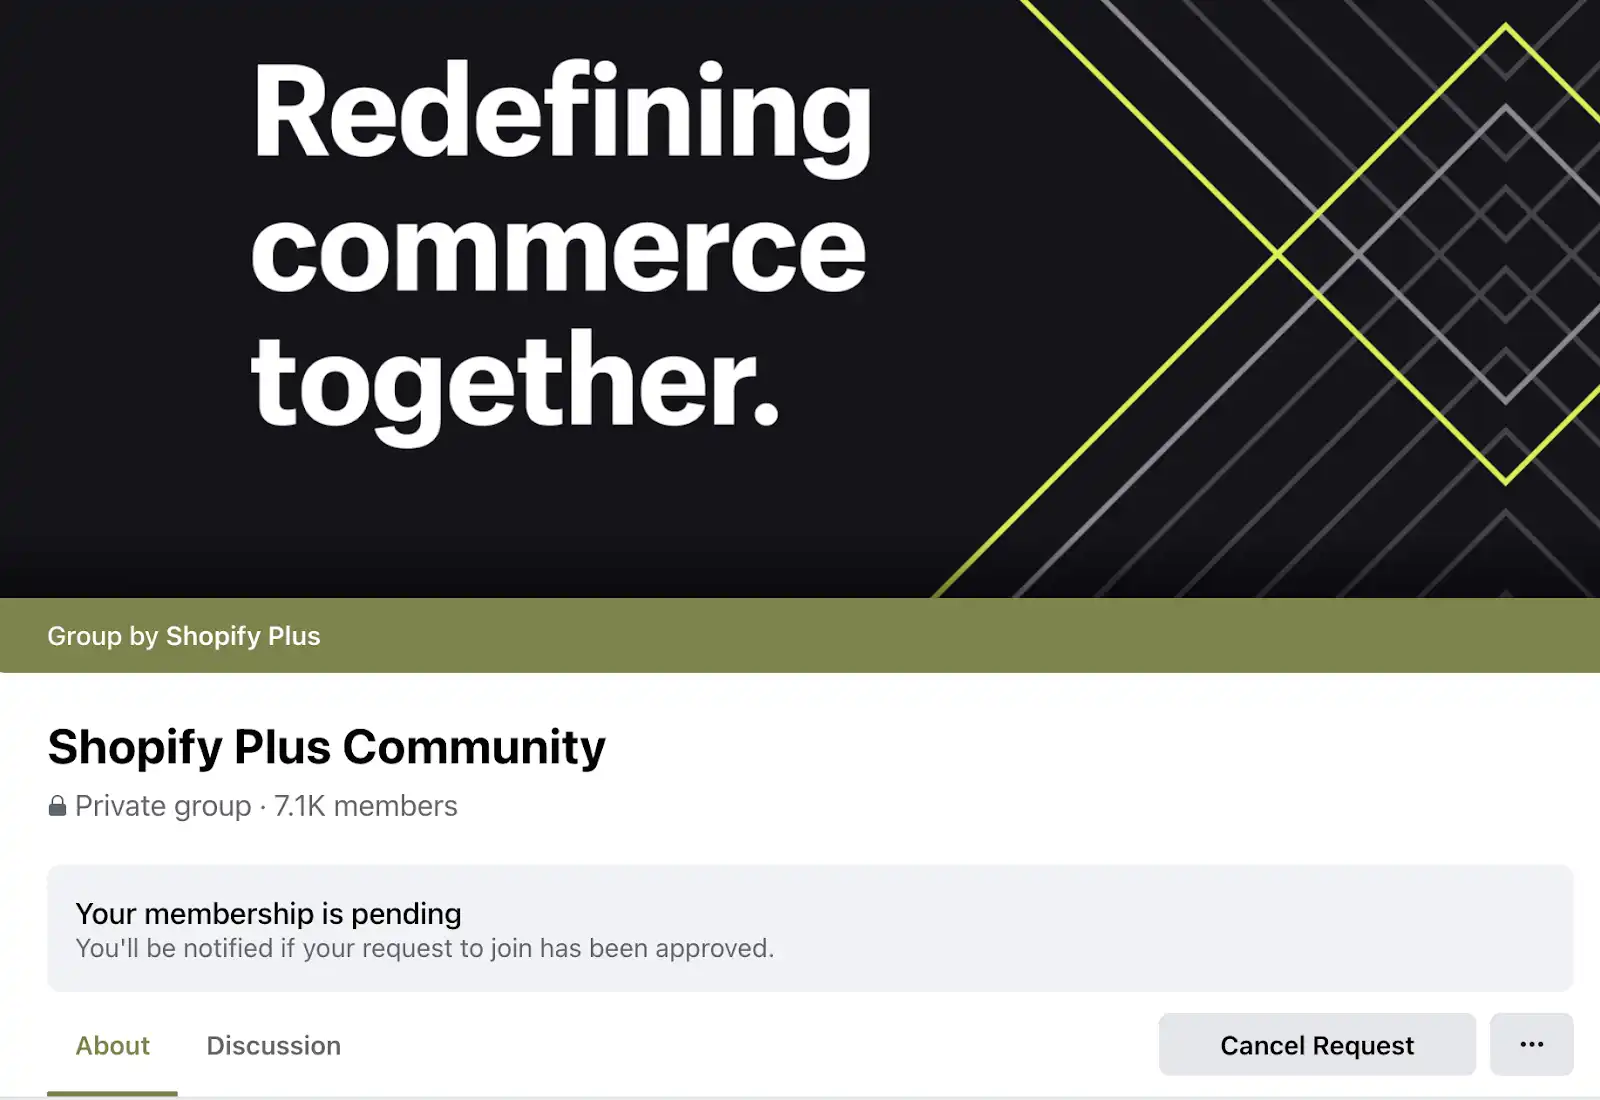 Redefining
commerce
together.
Group by Shopify Plus
Shopify Plus Community
Private group · 7.1K members
Your membership is pending
You'll be notified if your request to join has been approved.
About Discussion Cancel Request ···